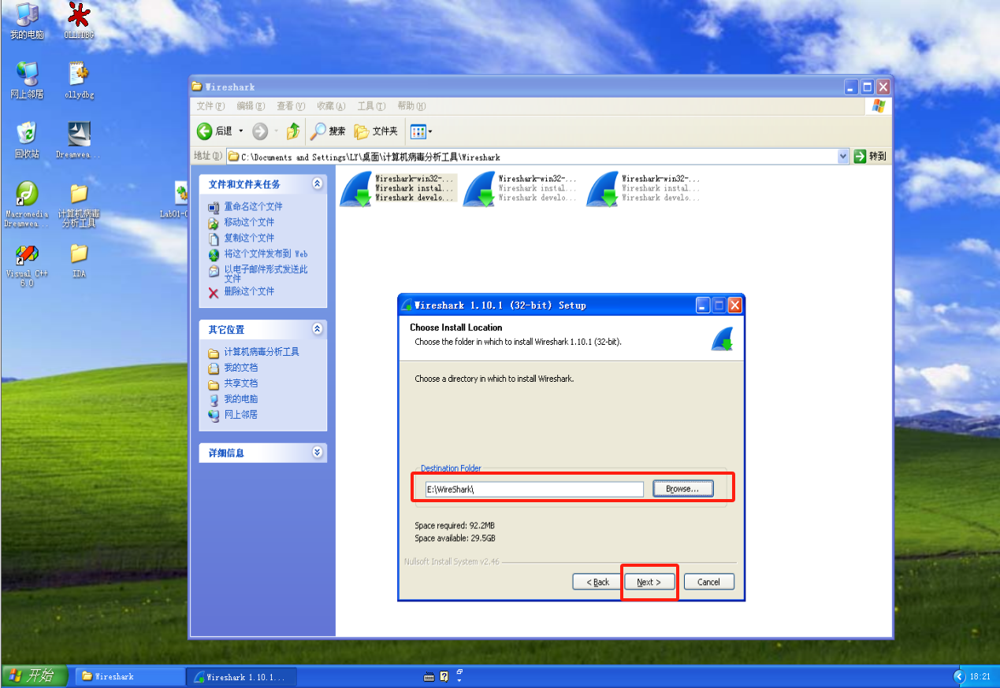 我的电脑
OLLYDBG
网上邻居
ollydbg
回收站
Dreamwea...
Macromedia
Dreamwea...
计算机病毒
分析工具
Lab01-0
Visual C++
6.0
IDA
Wireshark
文件(F) 编辑(E) 查看(V) 收藏(A) 工具(T) 帮助(H)
后退 搜索 文件夹
地址(D) C:\Documents and Settings\LY\桌面\计算机病毒分析工具\Wireshark 转到
文件和文件夹任务
重命名这个文件
移动这个文件
复制这个文件
将这个文件发布到 Web
以电子邮件形式发送此
文件
删除这个文件
其它位置
计算机病毒分析工具
我的文档
共享文档
我的电脑
网上邻居
详细信息
Wireshark-win32-...
Wireshark instal...
Wireshark develo...
Wireshark-win32-...
Wireshark instal...
Wireshark develo...
Wireshark-win32-...
Wireshark instal...
Wireshark develo...
Wireshark 1.10.1 (32-bit) Setup
Choose Install Location
Choose the folder in which to install Wireshark 1.10.1 (32-bit).
Choose a directory in which to install Wireshark.
Destination Folder
E:\WireShark\ Browse...
Space required: 92.2MB
Space available: 29.5GB
Nullsoft Install System v2.46
< Back Next > Cancel
开始 Wireshark Wireshark 1.10.1... 18:21